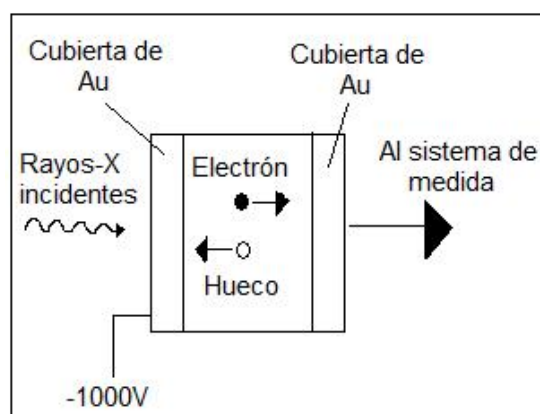 Cubierta de
Au
Cubierta de
Au
Rayos-X
incidentes
Electrón
Al sistema de
medida
Hueco
-1000V